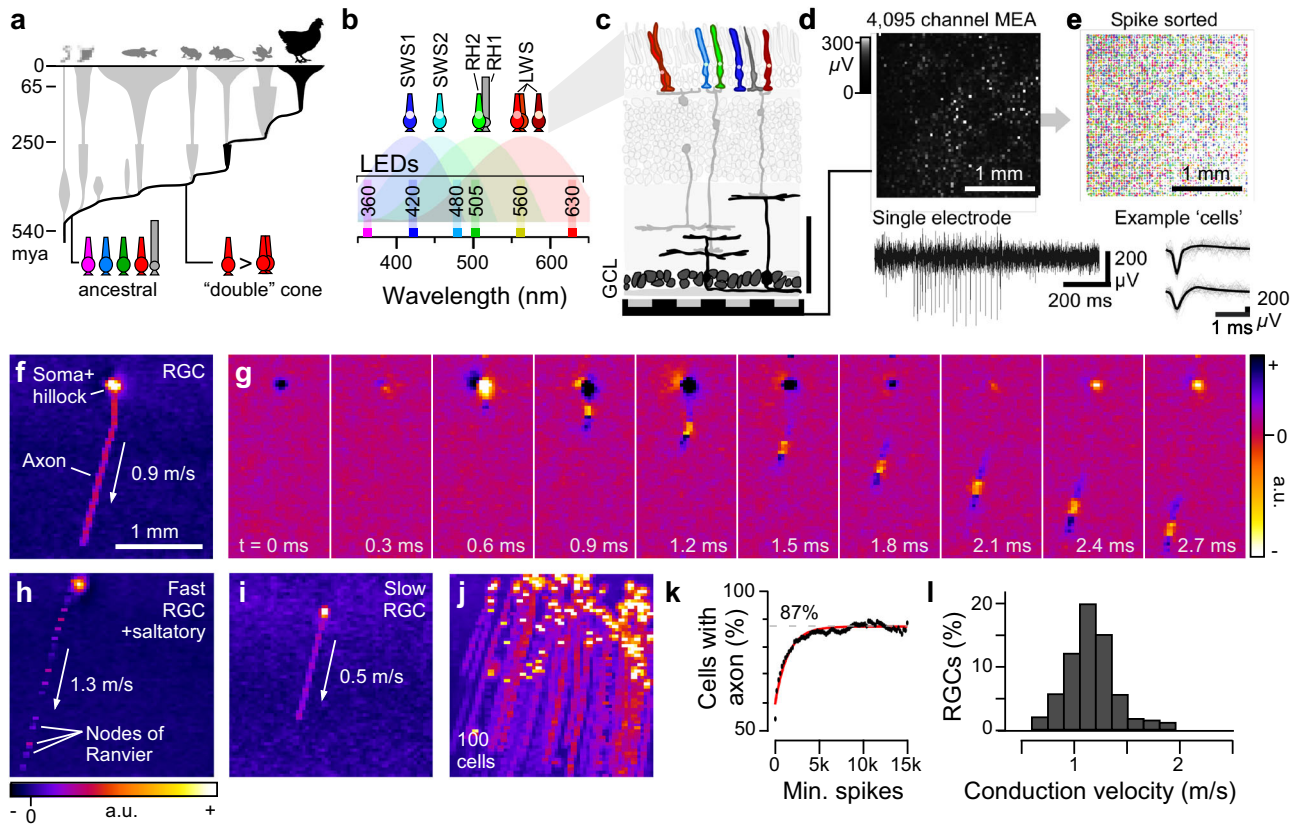 a
0
65
250
540
mya
ancestral
>
“double” cone
b
SWS1
SWS2
RH2
RH1
LWS
LEDs
360
420
480
505
560
630
400
500
600
Wavelength (nm)
c
GCL
d
4,095 channel MEA
300
µV
0
1 mm
Single electrode
200
µV
200 ms
e
Spike sorted
1 mm
Example ‘cells’
200
µV
1 ms
f
RGC
Soma+
hillock
Axon
0.9 m/s
1 mm
g
t = 0 ms
0.3 ms
0.6 ms
0.9 ms
1.2 ms
1.5 ms
1.8 ms
2.1 ms
2.4 ms
2.7 ms
+
0
a.u.
-
h
Fast
RGC
+saltatory
1.3 m/s
Nodes of
Ranvier
- 0 a.u. +
i
Slow
RGC
0.5 m/s
j
100
cells
k
100
87%
50
Cells with
axon (%)
0 5k 15k
Min. spikes
l
20
10
0
RGCs (%)
1 2
Conduction velocity (m/s)